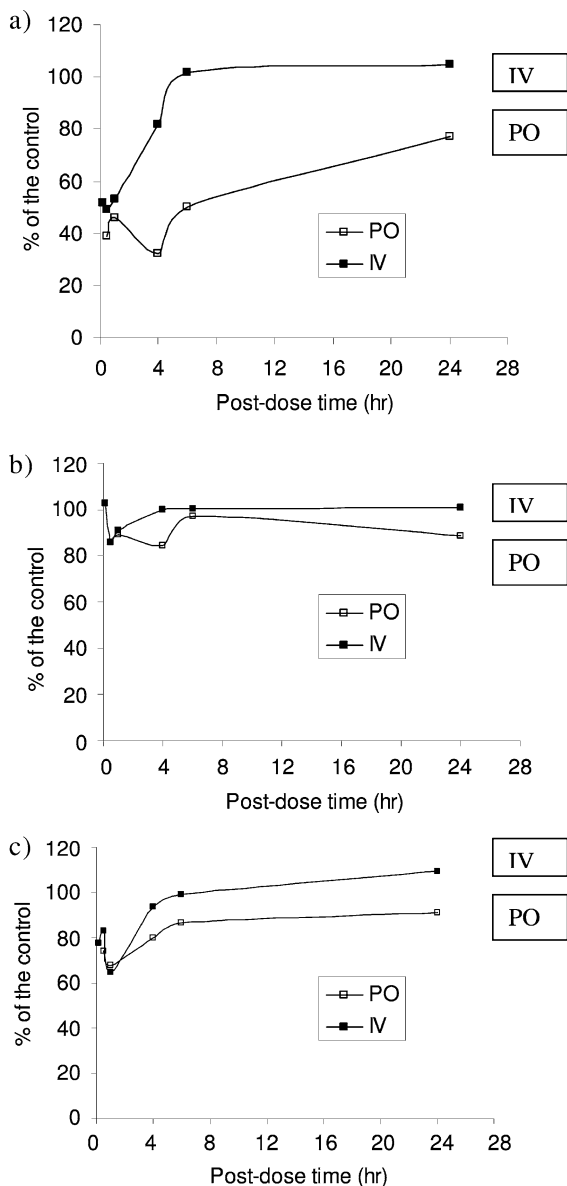 a)
120
100
80
60
40
20
0
% of the control
0 4 8 12 16 20 24 28
Post-dose time (hr)
PO
IV
IV
PO
b)
120
100
80
60
40
20
0
% of the control
0 4 8 12 16 20 24 28
Post-dose time (hr)
PO
IV
IV
PO
c)
120
100
80
60
40
20
0
% of the control
0 4 8 12 16 20 24 28
Post-dose time (hr)
PO
IV
IV
PO